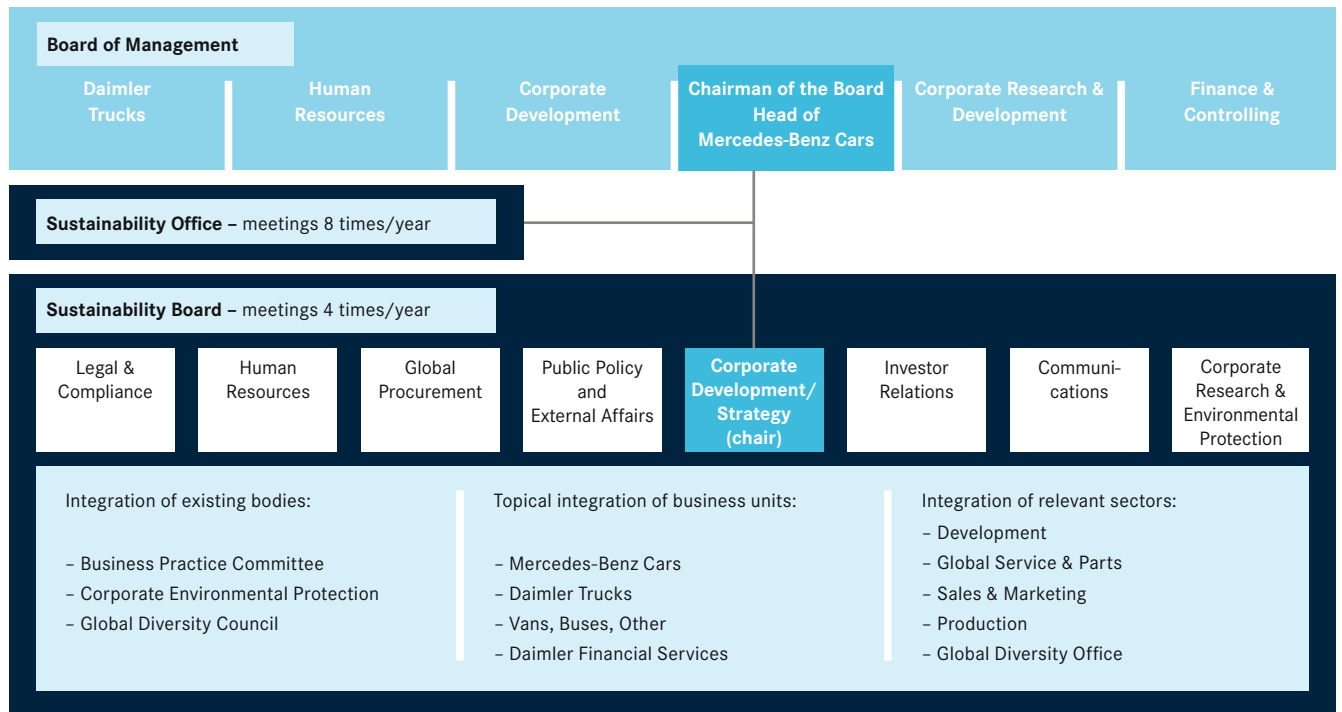 Board of Management
Daimler
Trucks
Human
Resources
Corporate
Development
Chairman of the Board
Head of
Mercedes-Benz Cars
Corporate Research &
Development
Finance &
Controlling
Sustainability Office – meetings 8 times/year
Sustainability Board – meetings 4 times/year
Legal &
Compliance
Human
Resources
Global
Procurement
Public Policy
and
External Affairs
Corporate
Development/
Strategy
(chair)
Investor
Relations
Communi-
cations
Corporate
Research &
Environmental
Protection
Integration of existing bodies:
– Business Practice Committee
– Corporate Environmental Protection
– Global Diversity Council
Topical integration of business units:
– Mercedes-Benz Cars
– Daimler Trucks
– Vans, Buses, Other
– Daimler Financial Services
Integration of relevant sectors:
– Development
– Global Service & Parts
– Sales & Marketing
– Production
– Global Diversity Office